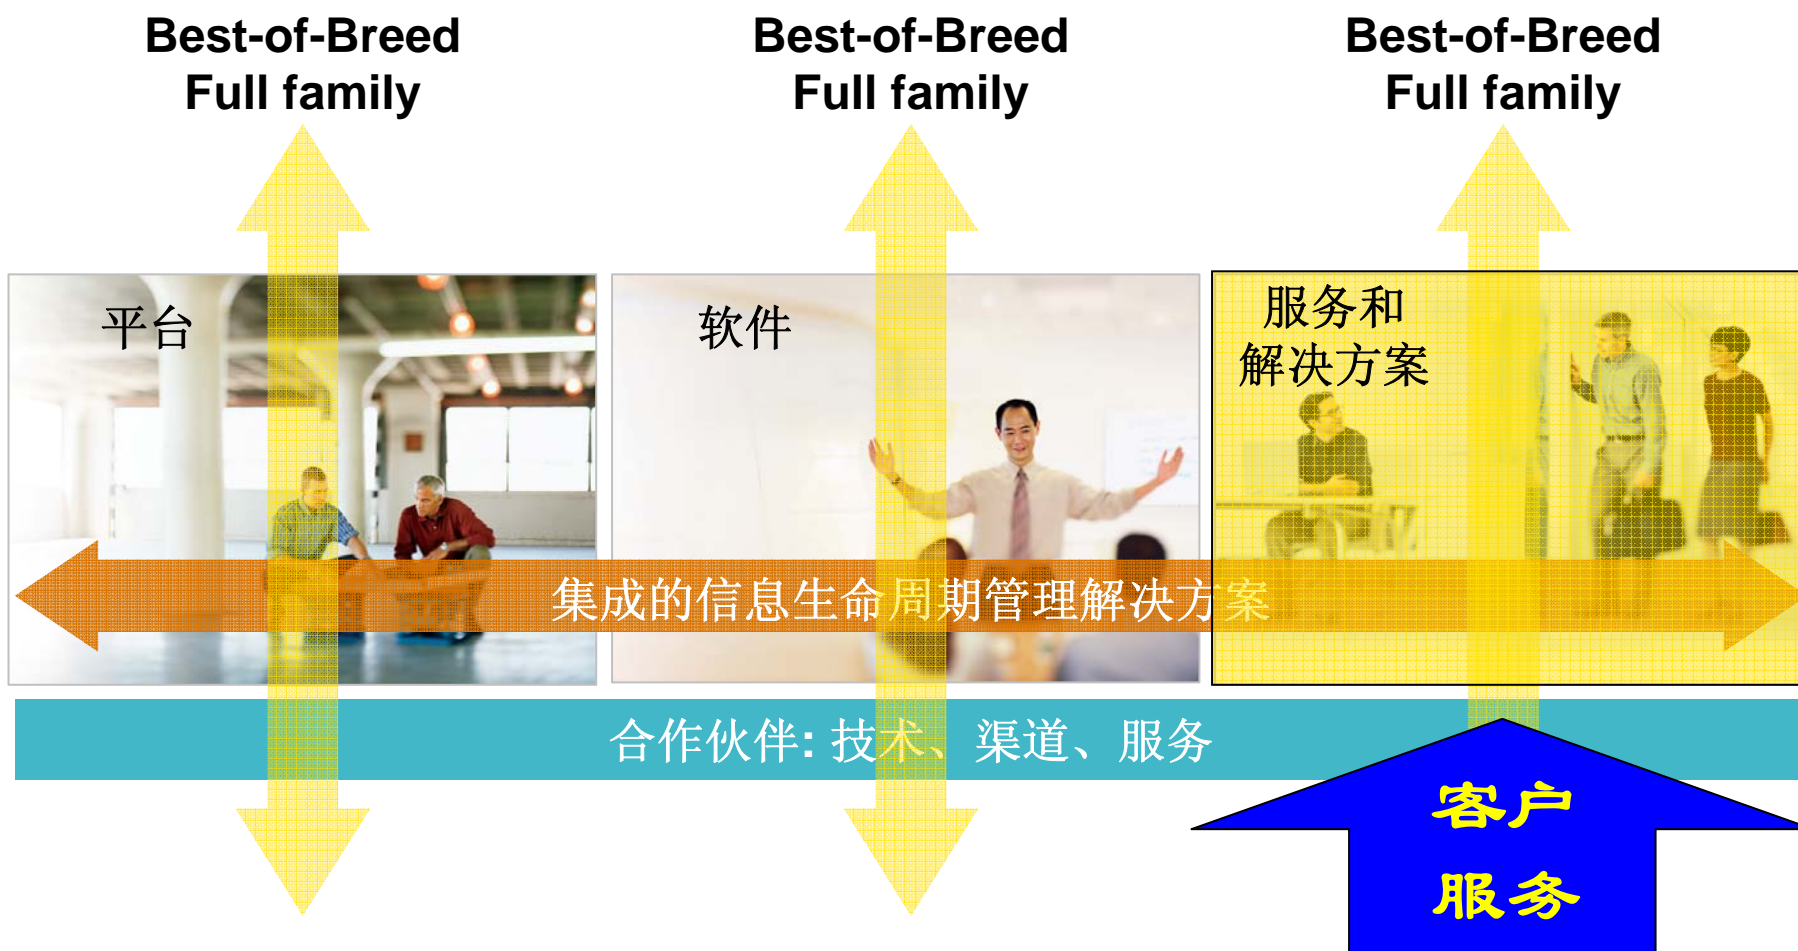 Best-of-Breed
Full family
Best-of-Breed
Full family
Best-of-Breed
Full family
平台
软件
服务和
解决方案
集成的信息生命周期管理解决方案
合作伙伴: 技术、渠道、服务
客户
服务